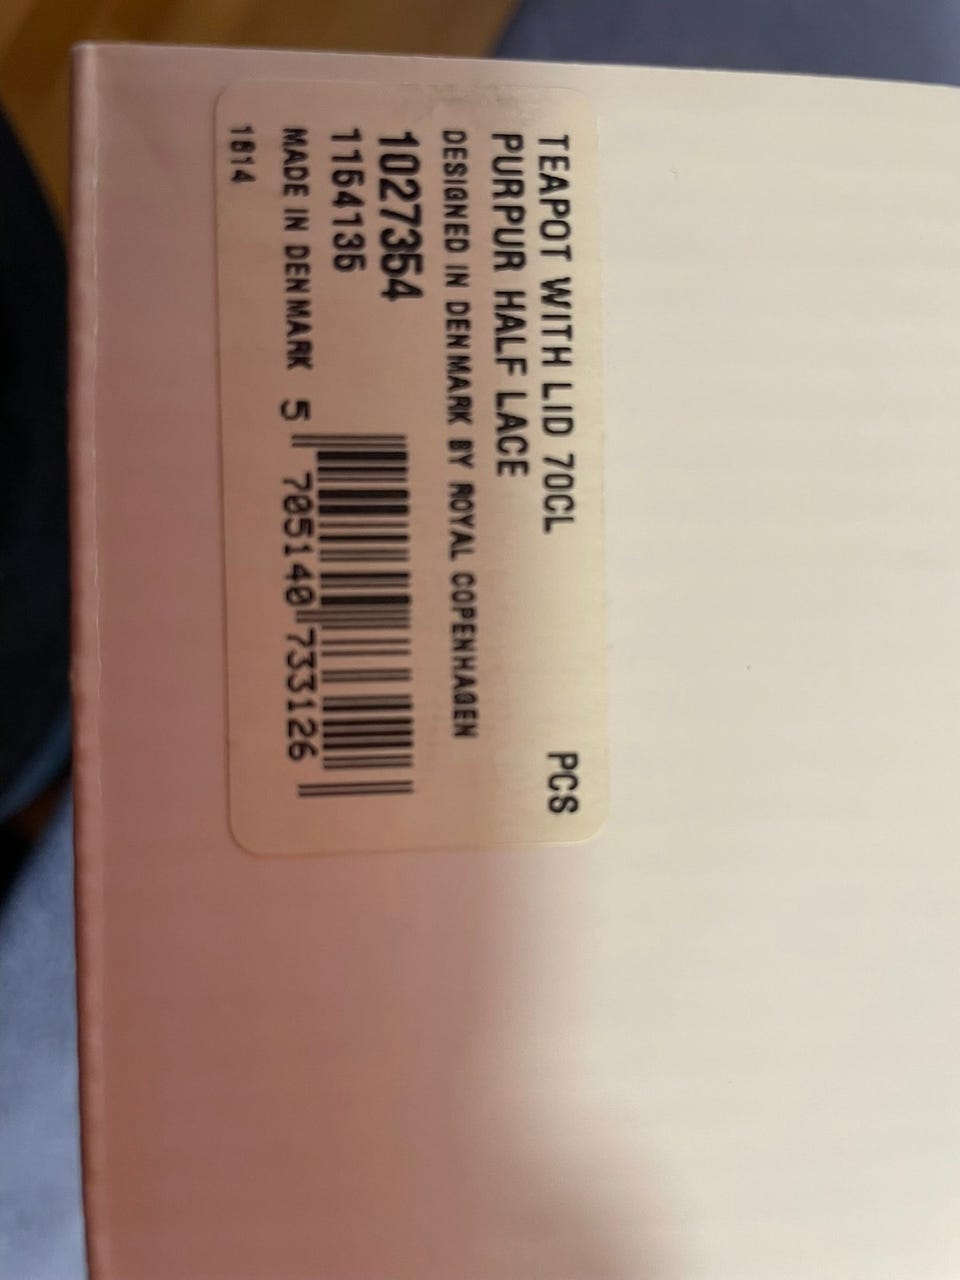 TEAPOT WITH LID 70CL PCS
PURPUR HALF LACE
DESIGNED IN DENMARK BY ROYAL COPENHAGEN
1027354
1154135
MADE IN DENMARK
5 705140 733126
1814